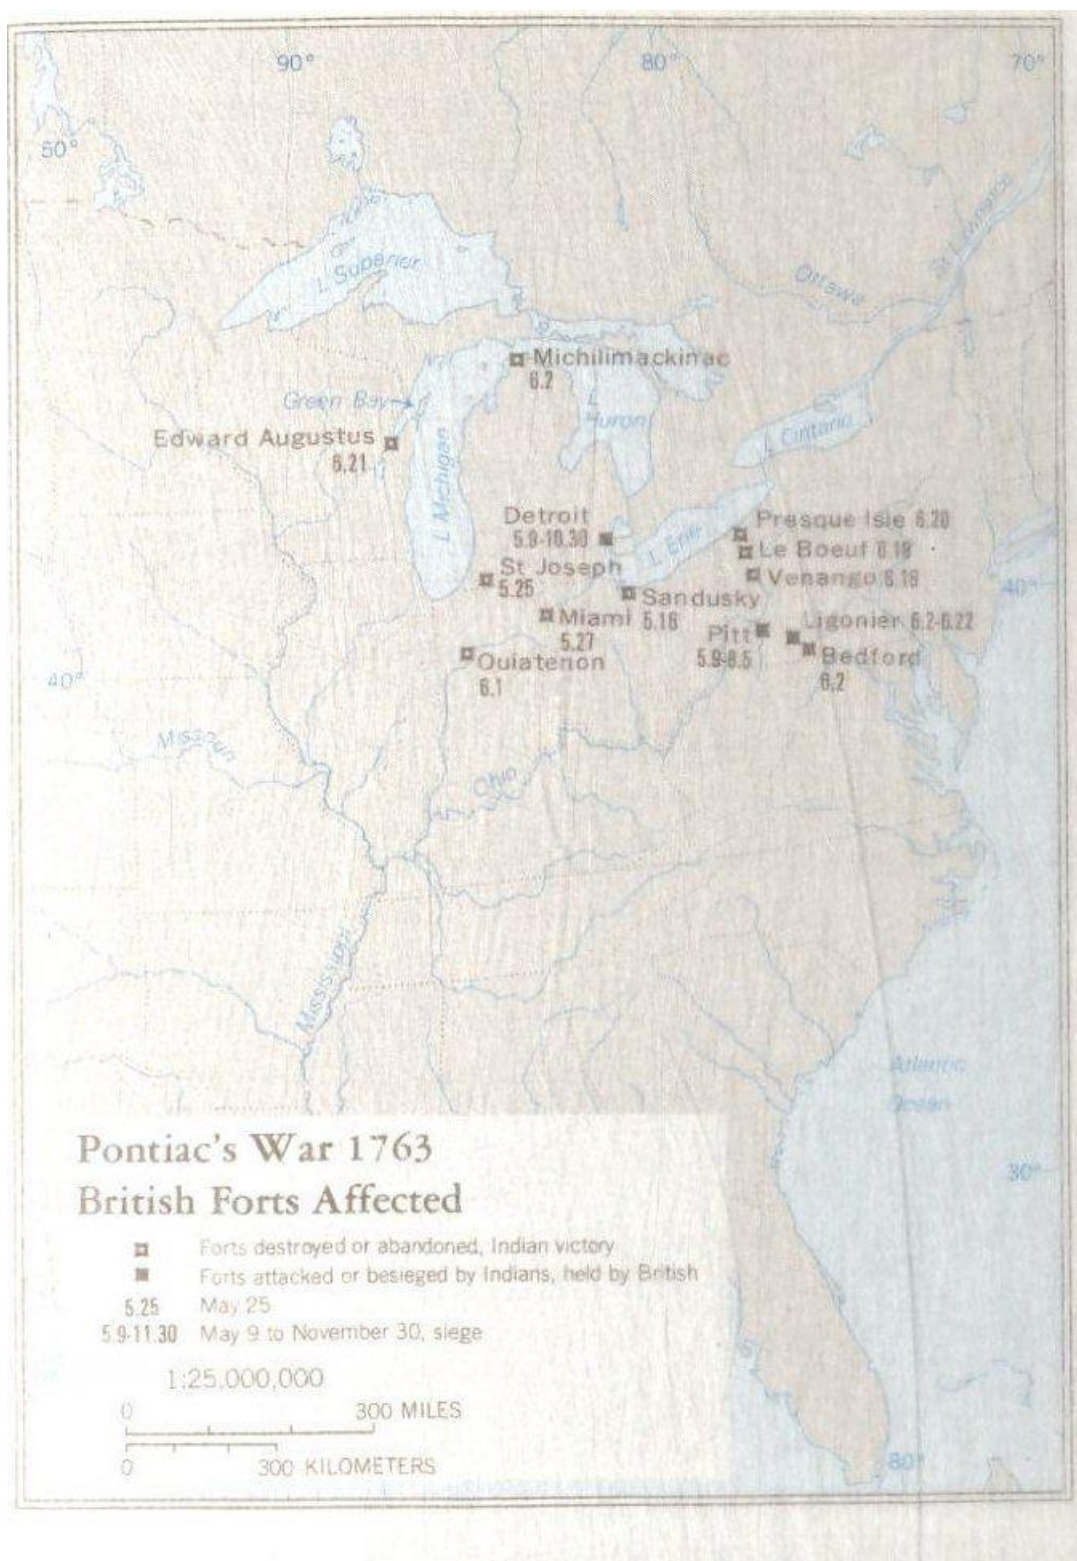 90°
80°
70°
50°
St Lawrence
L Superior
Ottawa
Michilimackinac
6.2
Green Bay
L
Huron
Edward Augustus
6.21
L Ontario
L Michigan
Detroit
Presque Isle 6.20
L Erie
Le Boeuf 6.18
St Joseph
5.25
Venango 6.18
40°
Sandusky
5.16
Miami
5.27
Ligonier 6.2-6.22
Pitt
5.9-8.5
Bedford
6.2
Ouiatenon
6.1
40°
Missouri
Ohio
Mississippi
Atlantic
Ocean
Pontiac's War 1763
British Forts Affected
30°
Forts destroyed or abandoned, Indian victory
Forts attacked or besieged by Indians, held by British
5.25 May 25
5.9-11.30 May 9 to November 30, siege
1:25,000,000
0 300 MILES
0 300 KILOMETERS
80°